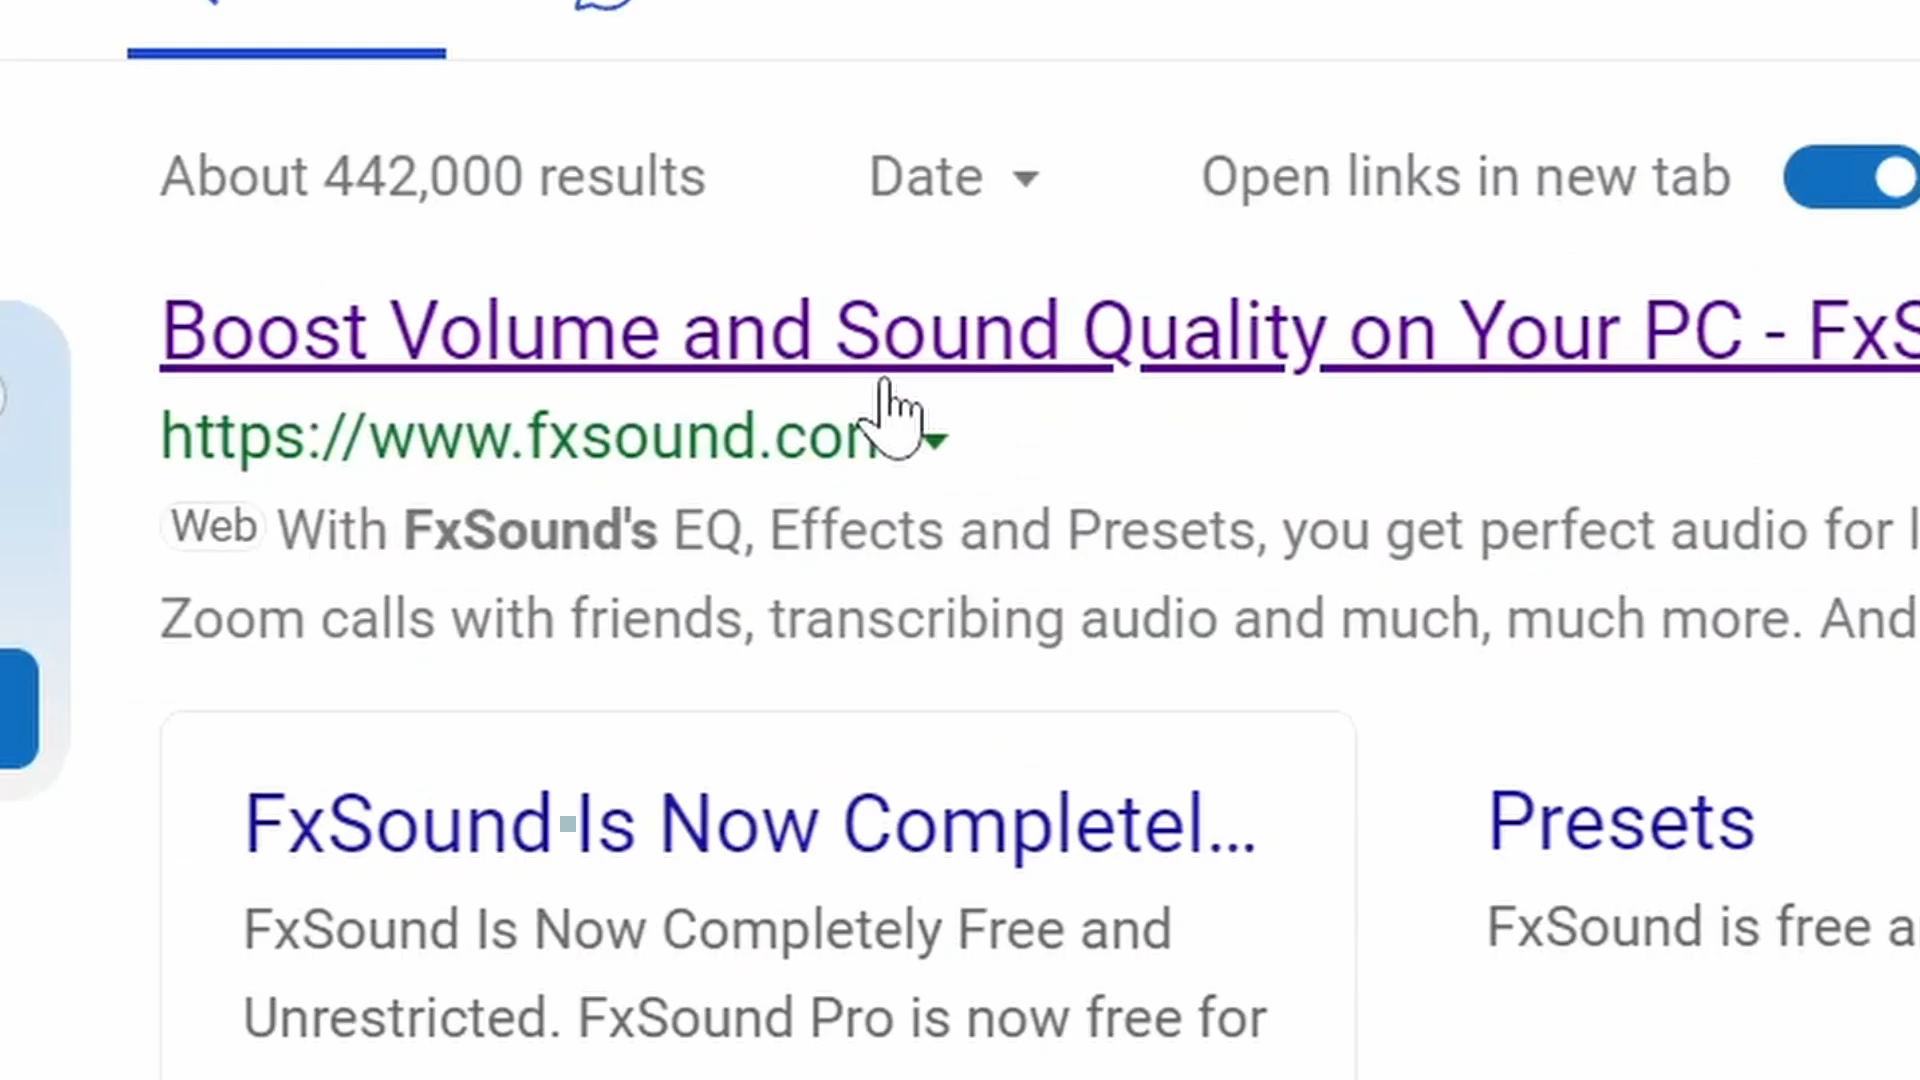 About 442,000 results Date Open links in new tab
Boost Volume and Sound Quality on Your PC - FxS
https://www.fxsound.com
Web With FxSound's EQ, Effects and Presets, you get perfect audio for l
Zoom calls with friends, transcribing audio and much, much more. And
FxSound Is Now Completel...
Presets
FxSound Is Now Completely Free and
FxSound is free a
Unrestricted. FxSound Pro is now free for